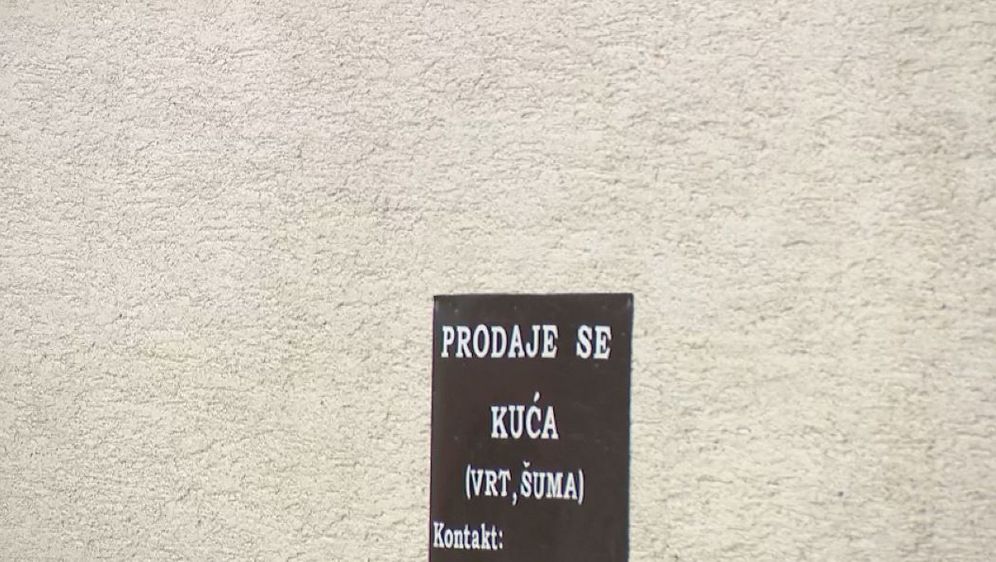 PRODAJE SE
KUĆA
(VRT, ŠUMA)
Kontakt: